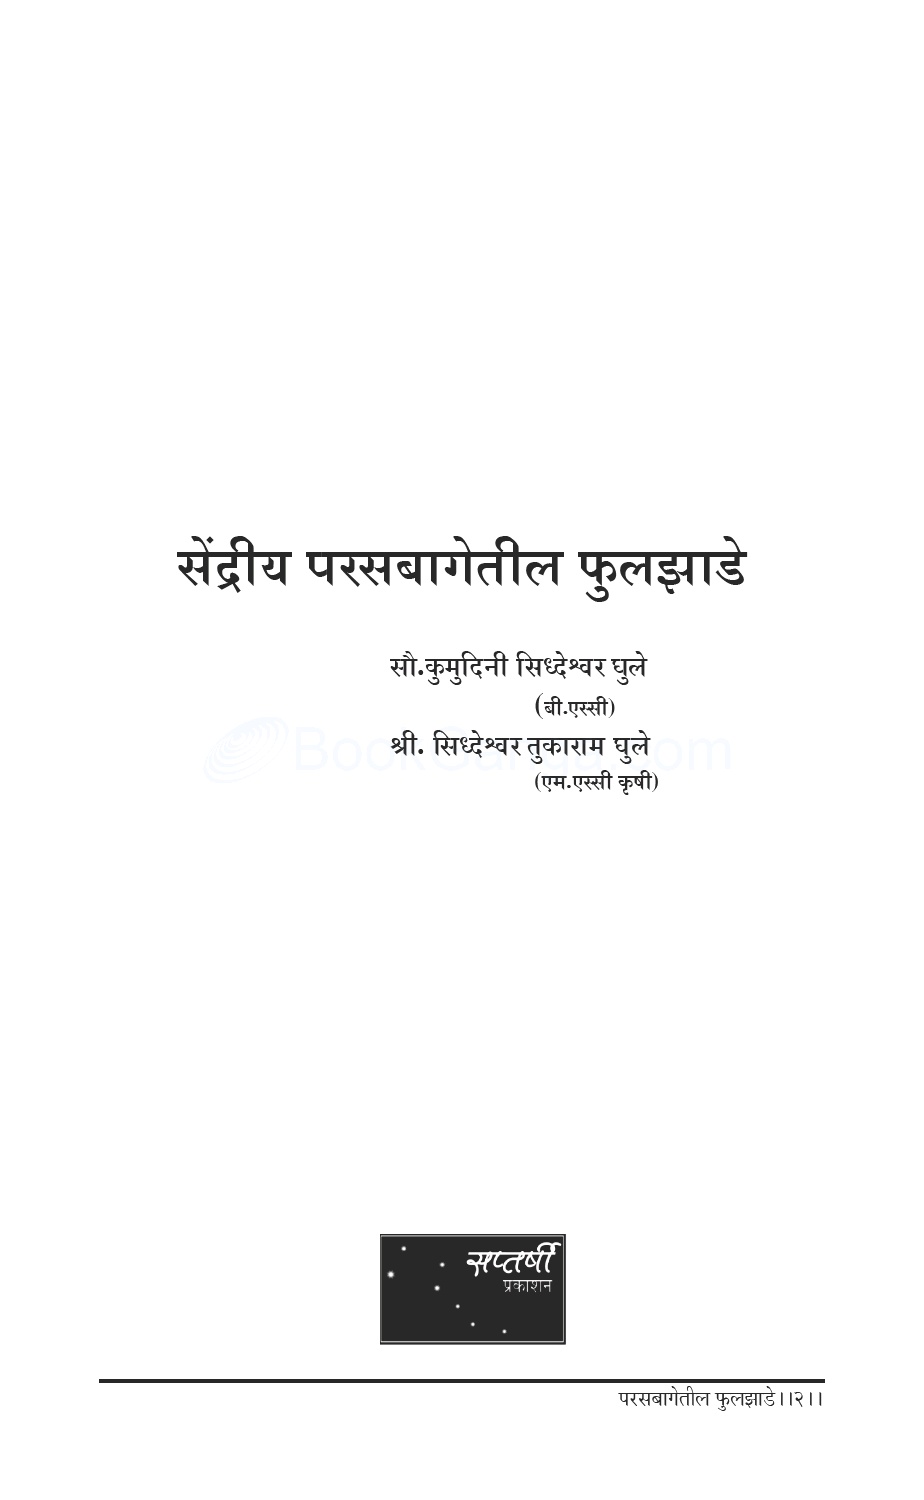 सेंद्रीय परसबागेतील फुलझाडे
सौ.कुमुदिनी सिध्देश्वर घुले
(बी.एस्सी)
BookGanga.com
श्री. सिध्देश्वर तुकाराम घुले
(एम.एस्सी कृषी)
सप्तर्षी
प्रकाशन
परसबागेतील फुलझाडे।।२।।